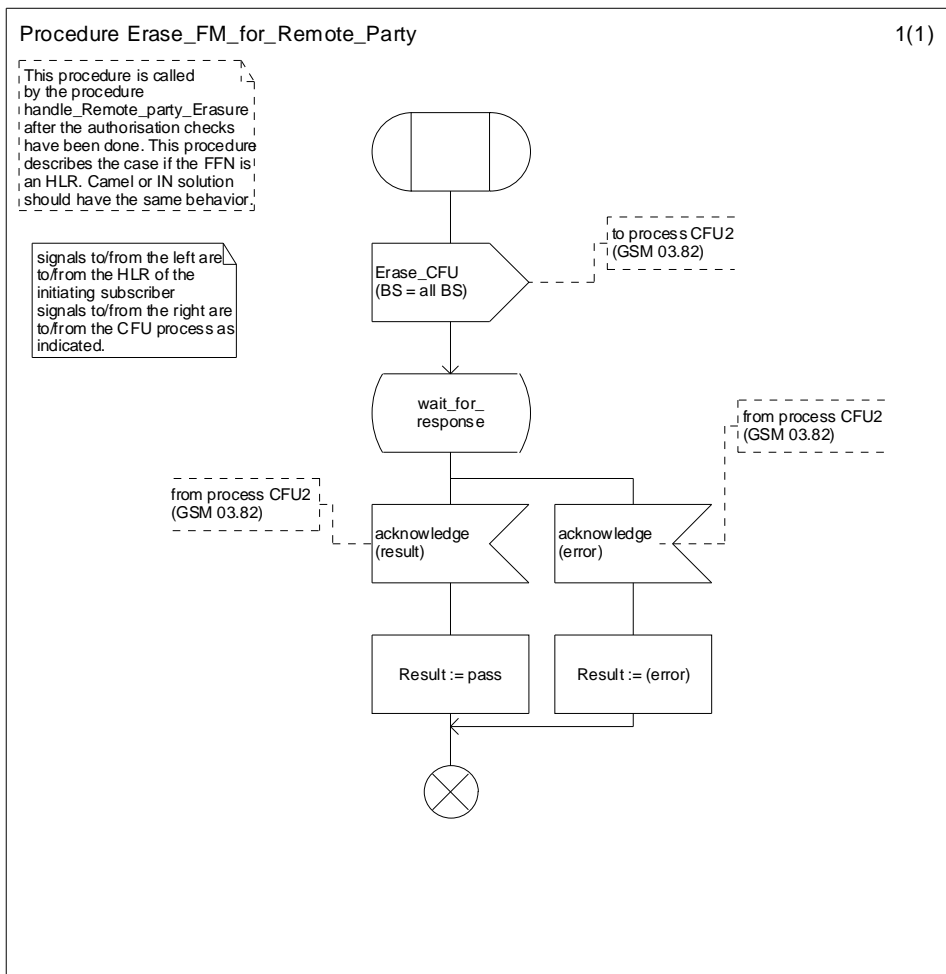 Procedure Erase_FM_for_Remote_Party
1(1)
This procedure is called
by the procedure
handle_Remote_party_Erasure
after the authorisation checks
have been done. This procedure
describes the case if the FFN is
an HLR. Camel or IN solution
should have the same behavior.
signals to/from the left are
to/from the HLR of the
initiating subscriber
signals to/from the right are
to/from the CFU process as
indicated.
to process CFU2
(GSM 03.82)
Erase_CFU
(BS = all BS)
wait_for_
response
from process CFU2
(GSM 03.82)
from process CFU2
(GSM 03.82)
acknowledge
(result)
acknowledge
(error)
Result := pass
Result := (error)